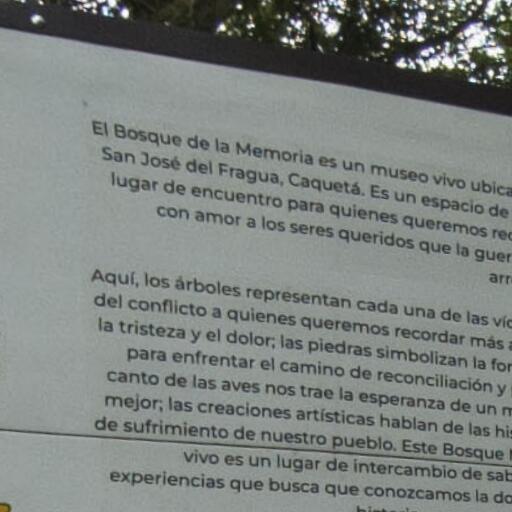 El Bosque de la Memoria es un museo vivo ubica
San José del Fragua, Caquetá. Es un espacio de
lugar de encuentro para quienes queremos rec
con amor a los seres queridos que la guer
arr
Aquí, los árboles representan cada una de las víc
del conflicto a quienes queremos recordar más a
la tristeza y el dolor; las piedras simbolizan la for
para enfrentar el camino de reconciliación y
canto de las aves nos trae la esperanza de un m
mejor; las creaciones artísticas hablan de las his
de sufrimiento de nuestro pueblo. Este Bosque
vivo es un lugar de intercambio de sab
experiencias que busca que conozcamos la do